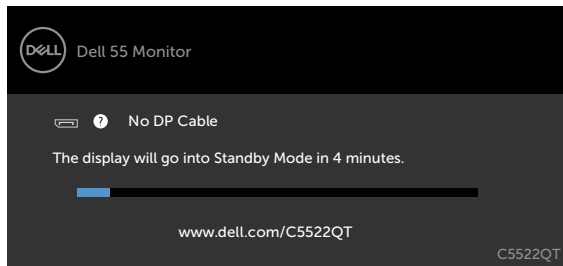 DELL
Dell 55 Monitor
? No DP Cable
The display will go into Standby Mode in 4 minutes.
www.dell.com/C5522QT
C5522QT